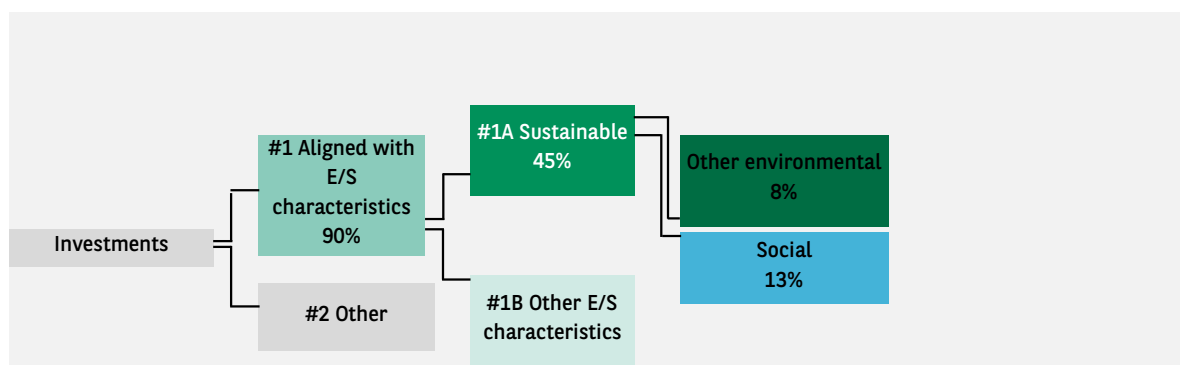 Investments
#1 Aligned with
E/S
characteristics
90%
#2 Other
#1A Sustainable
45%
#1B Other E/S
characteristics
Other environmental
8%
Social
13%